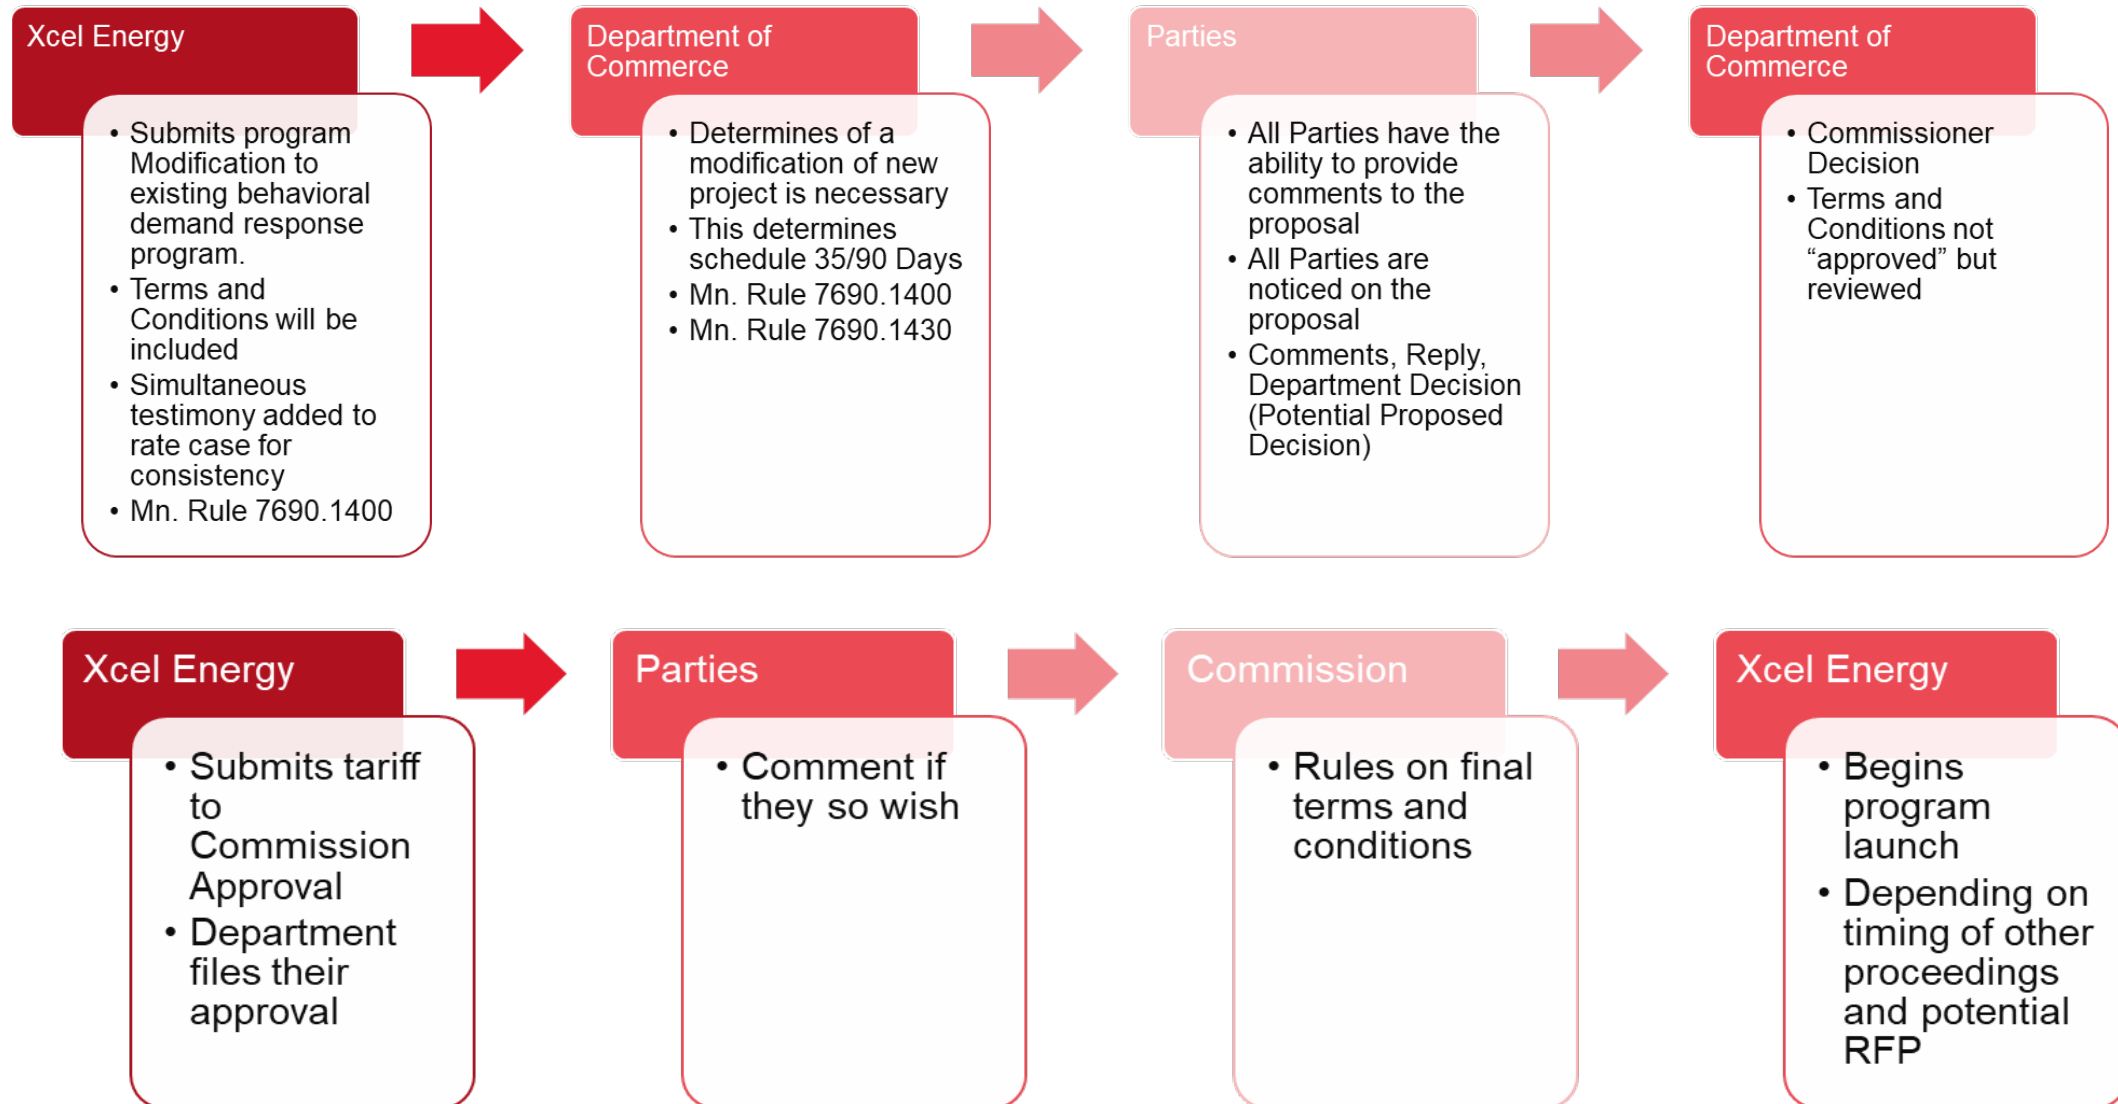 Xcel Energy
• Submits program
Modification to
existing behavioral
demand response
program.
• Terms and
Conditions will be
included
• Simultaneous
testimony added to
rate case for
consistency
• Mn. Rule 7690.1400
Department of
Commerce
• Determines of a
modification of new
project is necessary
• This determines
schedule 35/90 Days
• Mn. Rule 7690.1400
• Mn. Rule 7690.1430
Parties
• All Parties have the
ability to provide
comments to the
proposal
• All Parties are
noticed on the
proposal
• Comments, Reply,
Department Decision
(Potential Proposed
Decision)
Department of
Commerce
• Commissioner
Decision
• Terms and
Conditions not
“approved” but
reviewed
Xcel Energy
• Submits tariff
to
Commission
Approval
• Department
files their
approval
Parties
• Comment if
they so wish
Commission
• Rules on final
terms and
conditions
Xcel Energy
• Begins
program
launch
• Depending on
timing of other
proceedings
and potential
RFP